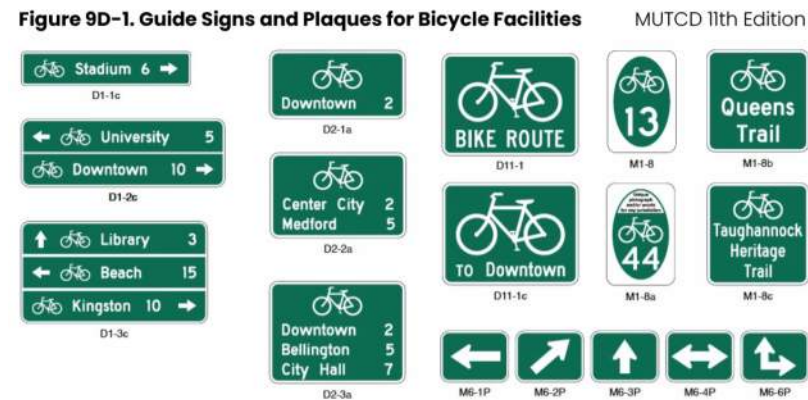 Figure 9D-1. Guide Signs and Plaques for Bicycle Facilities
MUTCD 11th Edition
Stadium 6
D1-1c
University 5
Downtown 10
D1-2c
Library 3
Beach 15
Kingston 10
D1-3c
Downtown 2
D2-1a
Center City 2
Medford 5
D2-2a
Downtown 2
Bellington 5
City Hall 7
D2-3a
BIKE ROUTE
D11-1
TO Downtown
D11-1c
13
M1-8
44
M1-8a
Queens
Trail
M1-8b
Taughannock
Heritage
Trail
M1-8c
M6-1P
M6-2P
M6-3P
M6-4P
M6-6P